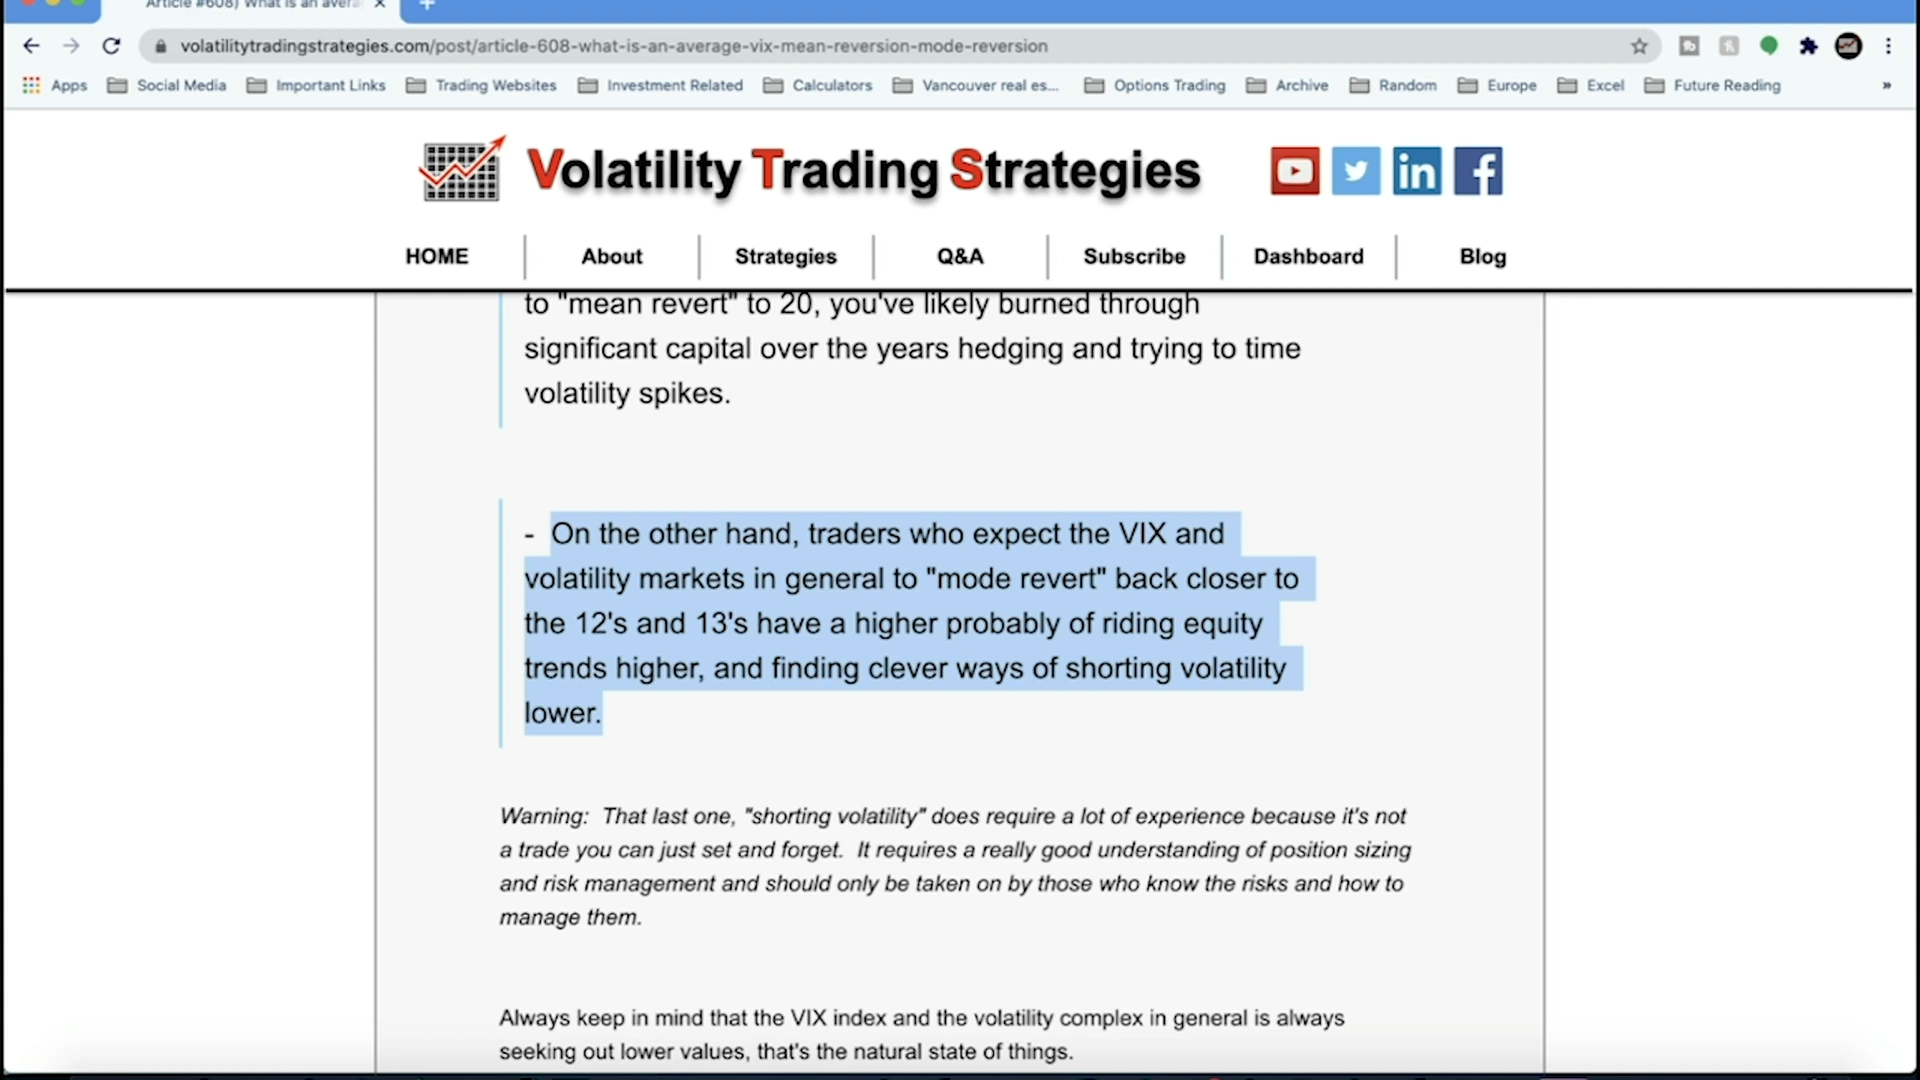 Article #608) What is an avera
volatilitytradingstrategies.com/post/article-608-what-is-an-average-vix-mean-reversion-mode-reversion
Apps Social Media Important Links Trading Websites Investment Related Calculators Vancouver real es... Options Trading Archive Random Europe Excel Future Reading »
Volatility Trading Strategies
HOME About Strategies Q&A Subscribe Dashboard Blog
to "mean revert" to 20, you've likely burned through
significant capital over the years hedging and trying to time
volatility spikes.
- On the other hand, traders who expect the VIX and
volatility markets in general to "mode revert" back closer to
the 12's and 13's have a higher probably of riding equity
trends higher, and finding clever ways of shorting volatility
lower.
Warning: That last one, "shorting volatility" does require a lot of experience because it's not
a trade you can just set and forget. It requires a really good understanding of position sizing
and risk management and should only be taken on by those who know the risks and how to
manage them.
Always keep in mind that the VIX index and the volatility complex in general is always
seeking out lower values, that's the natural state of things.